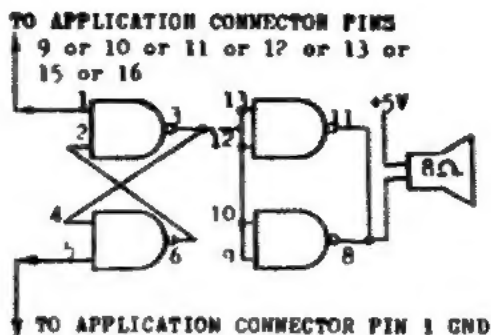 TO APPLICATION CONNECTOR PINS
9 or 10 or 11 or 12 or 13 or
15 or 16
1
2
3
4
5
6
13
12
11
10
9
8
+5V
8Ω
TO APPLICATION CONNECTOR PIN 1 GND